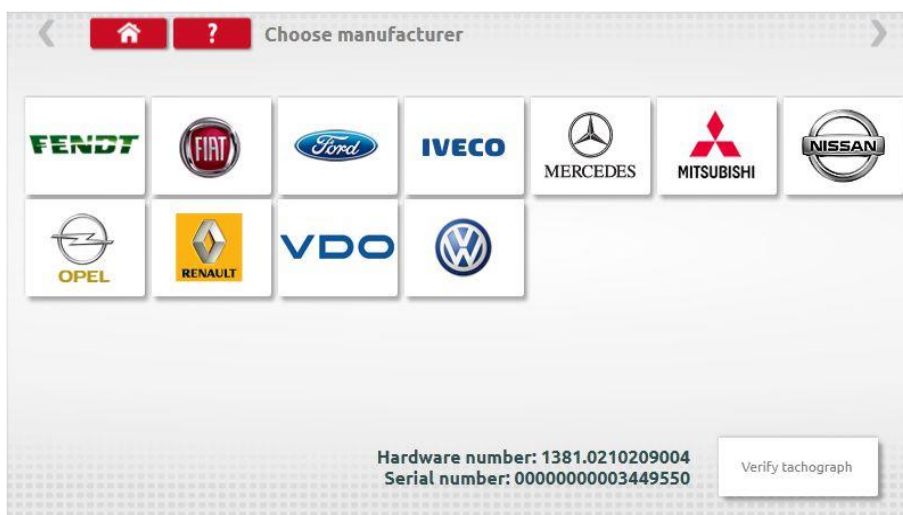 ? Choose manufacturer
FENDT FIAT Ford IVECO MERCEDES MITSUBISHI NISSAN
OPEL RENAULT VDO VW
Hardware number: 1381.0210209004
Serial number: 00000000003449550
Verify tachograph